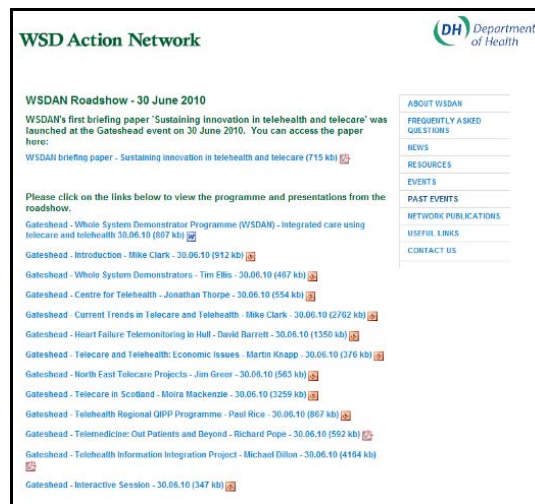 WSD Action Network
DH Department
of Health
WSDAN Roadshow - 30 June 2010
WSDAN's first briefing paper 'Sustaining innovation in telehealth and telecare' was
launched at the Gateshead event on 30 June 2010. You can access the paper
here:
WSDAN briefing paper - Sustaining innovation in telehealth and telecare (715 kb)
Please click on the links below to view the programme and presentations from the
roadshow.
Gateshead - Whole System Demonstrator Programme (WSDAN) - Integrated care using
telecare and telehealth 30.06.10 (807 kb)
Gateshead - Introduction - Mike Clark - 30.06.10 (912 kb)
Gateshead - Whole System Demonstrators - Tim Ellis - 30.06.10 (467 kb)
Gateshead - Centre for Telehealth - Jonathan Thorpe - 30.06.10 (554 kb)
Gateshead - Current Trends in Telecare and Telehealth - Mike Clark - 30.06.10 (2762 kb)
Gateshead - Heart Failure Telemonitoring in Hull - David Barrett - 30.06.10 (1350 kb)
Gateshead - Telecare and Telehealth: Economic Issues - Martin Knapp - 30.06.10 (376 kb)
Gateshead - North East Telecare Projects - Jim Greer - 30.06.10 (563 kb)
Gateshead - Telecare in Scotland - Moira Mackenzie - 30.06.10 (3259 kb)
Gateshead - Telehealth Regional QIPP Programme - Paul Rice - 30.06.10 (867 kb)
Gateshead - Telemedicine: Out Patients and Beyond - Richard Pope - 30.06.10 (592 kb)
Gateshead - Telehealth Information Integration Project - Michael Dillon - 30.06.10 (4164 kb)
Gateshead - Interactive Session - 30.06.10 (347 kb)
ABOUT WSDAN
FREQUENTLY ASKED
QUESTIONS
NEWS
RESOURCES
EVENTS
PAST EVENTS
NETWORK PUBLICATIONS
USEFUL LINKS
CONTACT US